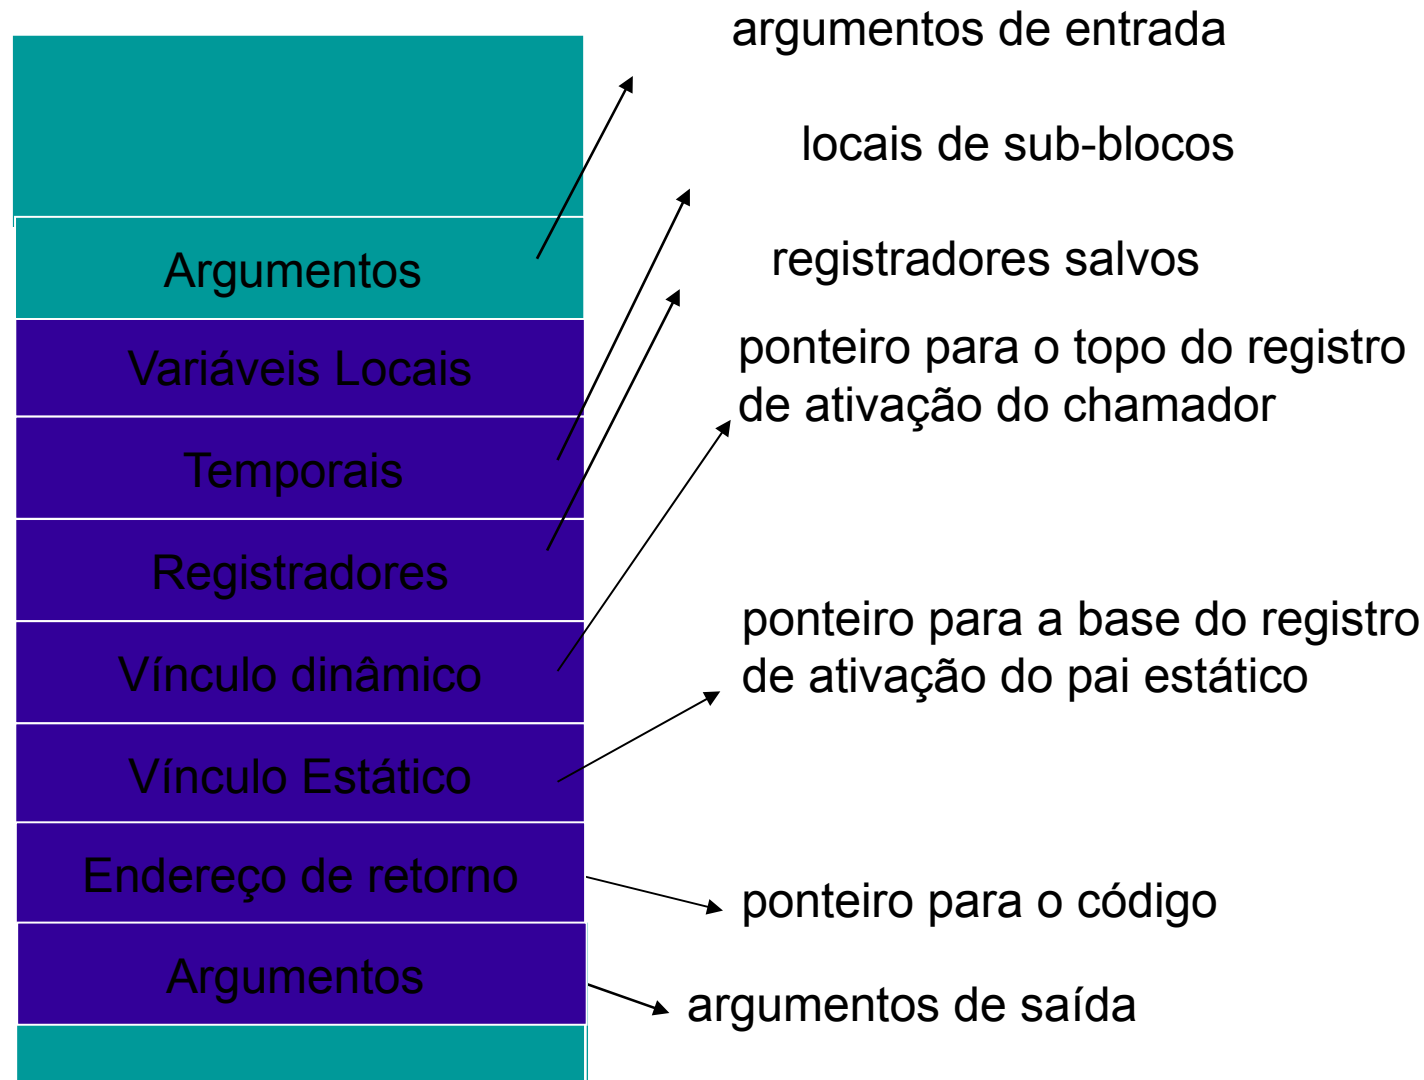 argumentos de entrada
locais de sub-blocos
Argumentos
registradores salvos
Variáveis Locais
ponteiro para o topo do registro
de ativação do chamador
Temporais
Registradores
Vínculo dinâmico
ponteiro para a base do registro
de ativação do pai estático
Vínculo Estático
Endereço de retorno
ponteiro para o código
Argumentos
argumentos de saída